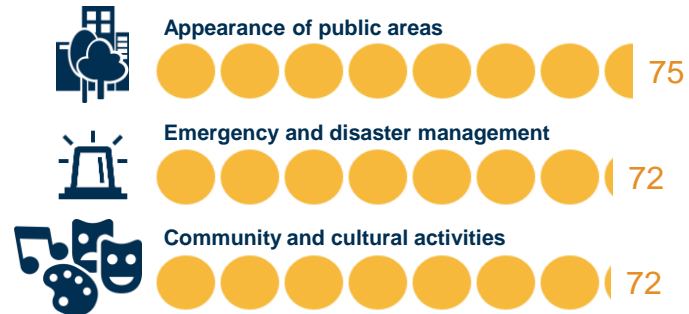 Appearance of public areas
75
Emergency and disaster management
72
Community and cultural activities
72